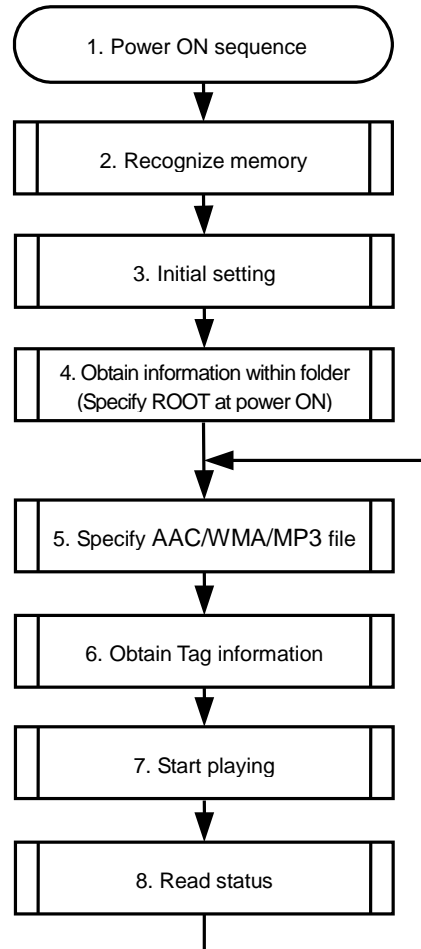 1. Power ON sequence
2. Recognize memory
3. Initial setting
4. Obtain information within folder
(Specify ROOT at power ON)
5. Specify AAC/WMA/MP3 file
6. Obtain Tag information
7. Start playing
8. Read status